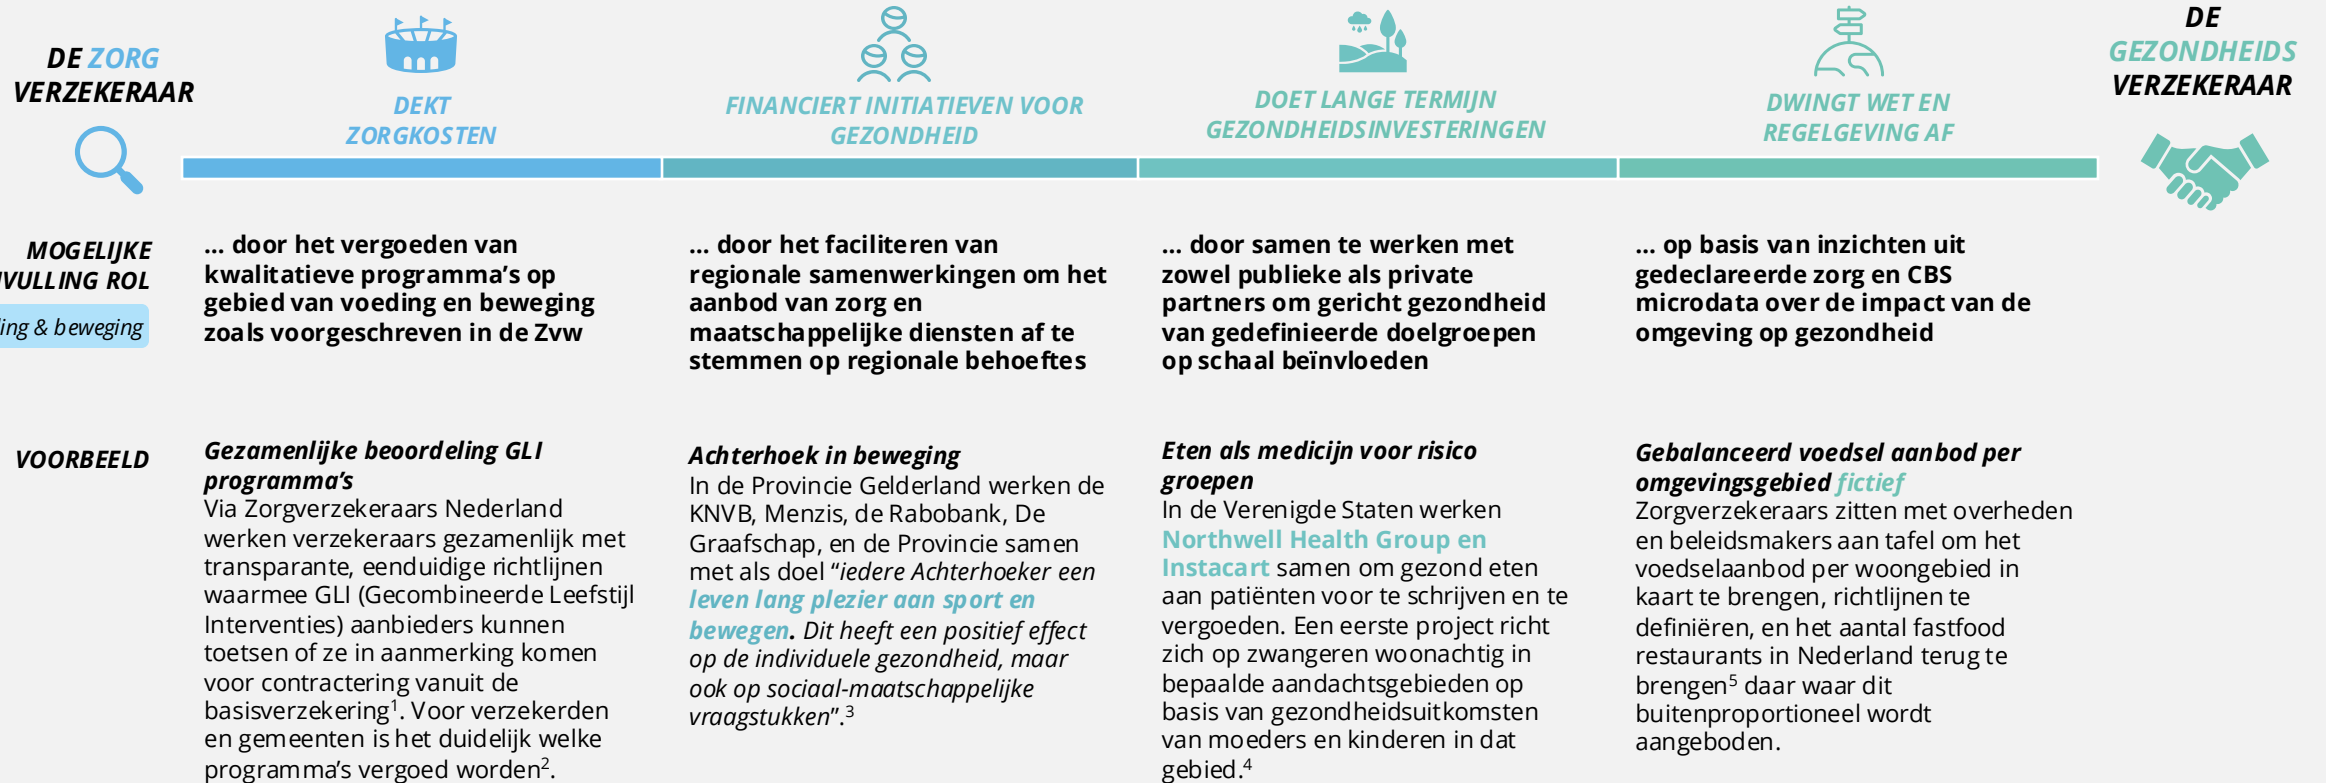 DE ZORG
VERZEKERAAR
DEKT
ZORGKOSTEN
FINANCIERT INITIATIEVEN VOOR
GEZONDHEID
DOET LANGE TERMIJN
GEZONDHEIDSINVESTERINGEN
DWINGT WET EN
REGELGEVING AF
DE
GEZONDHEIDS
VERZEKERAAR
MOGELIJKE
VULLING ROL
ing & beweging
... door het vergoeden van
kwalitatieve programma's op
gebied van voeding en beweging
zoals voorgeschreven in de Zvw
... door het faciliteren van
regionale samenwerkingen om het
aanbod van zorg en
maatschappelijke diensten af te
stemmen op regionale behoeftes
... door samen te werken met
zowel publieke als private
partners om gericht gezondheid
van gedefinieerde doelgroepen
op schaal beïnvloeden
... op basis van inzichten uit
gedeclareerde zorg en CBS
microdata over de impact van de
omgeving op gezondheid
VOORBEELD
Gezamenlijke beoordeling GLI
programma's
Via Zorgverzekeraars Nederland
werken verzekeraars gezamenlijk met
transparante, eenduidige richtlijnen
waarmee GLI (Gecombineerde Leefstijl
Interventies) aanbieders kunnen
toetsen of ze in aanmerking komen
voor contractering vanuit de
basisverzekering¹. Voor verzekerden
en gemeenten is het duidelijk welke
programma's vergoed worden².
Achterhoek in beweging
In de Provincie Gelderland werken de
KNVB, Menzis, de Rabobank, De
Graafschap, en de Provincie samen
met als doel “iedere Achterhoeker een
leven lang plezier aan sport en
bewegen. Dit heeft een positief effect
op de individuele gezondheid, maar
ook op sociaal-maatschappelijke
vraagstukken”.³
Eten als medicijn voor risico
groepen
In de Verenigde Staten werken
Northwell Health Group en
Instacart samen om gezond eten
aan patiënten voor te schrijven en te
vergoeden. Een eerste project richt
zich op zwangeren woonachtig in
bepaalde aandachtsgebieden op
basis van gezondheidsuitkomsten
van moeders en kinderen in dat
gebied.⁴
Gebalanceerd voedsel aanbod per
omgevingsgebied fictief
Zorgverzekeraars zitten met overheden
en beleidsmakers aan tafel om het
voedselaanbod per woongebied in
kaart te brengen, richtlijnen te
definiëren, en het aantal fastfood
restaurants in Nederland terug te
brengen⁵ daar waar dit
buitenproportioneel wordt
aangeboden.